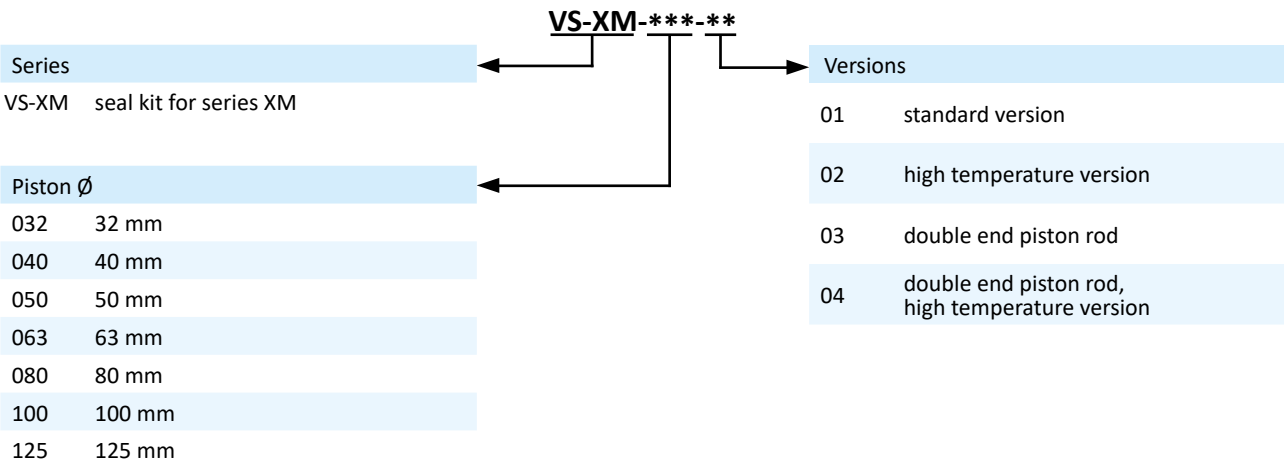 VS-XM-***-**
Series
VS-XM seal kit for series XM
Piston Ø
032 32 mm
040 40 mm
050 50 mm
063 63 mm
080 80 mm
100 100 mm
125 125 mm
Versions
01 standard version
02 high temperature version
03 double end piston rod
04 double end piston rod,
high temperature version